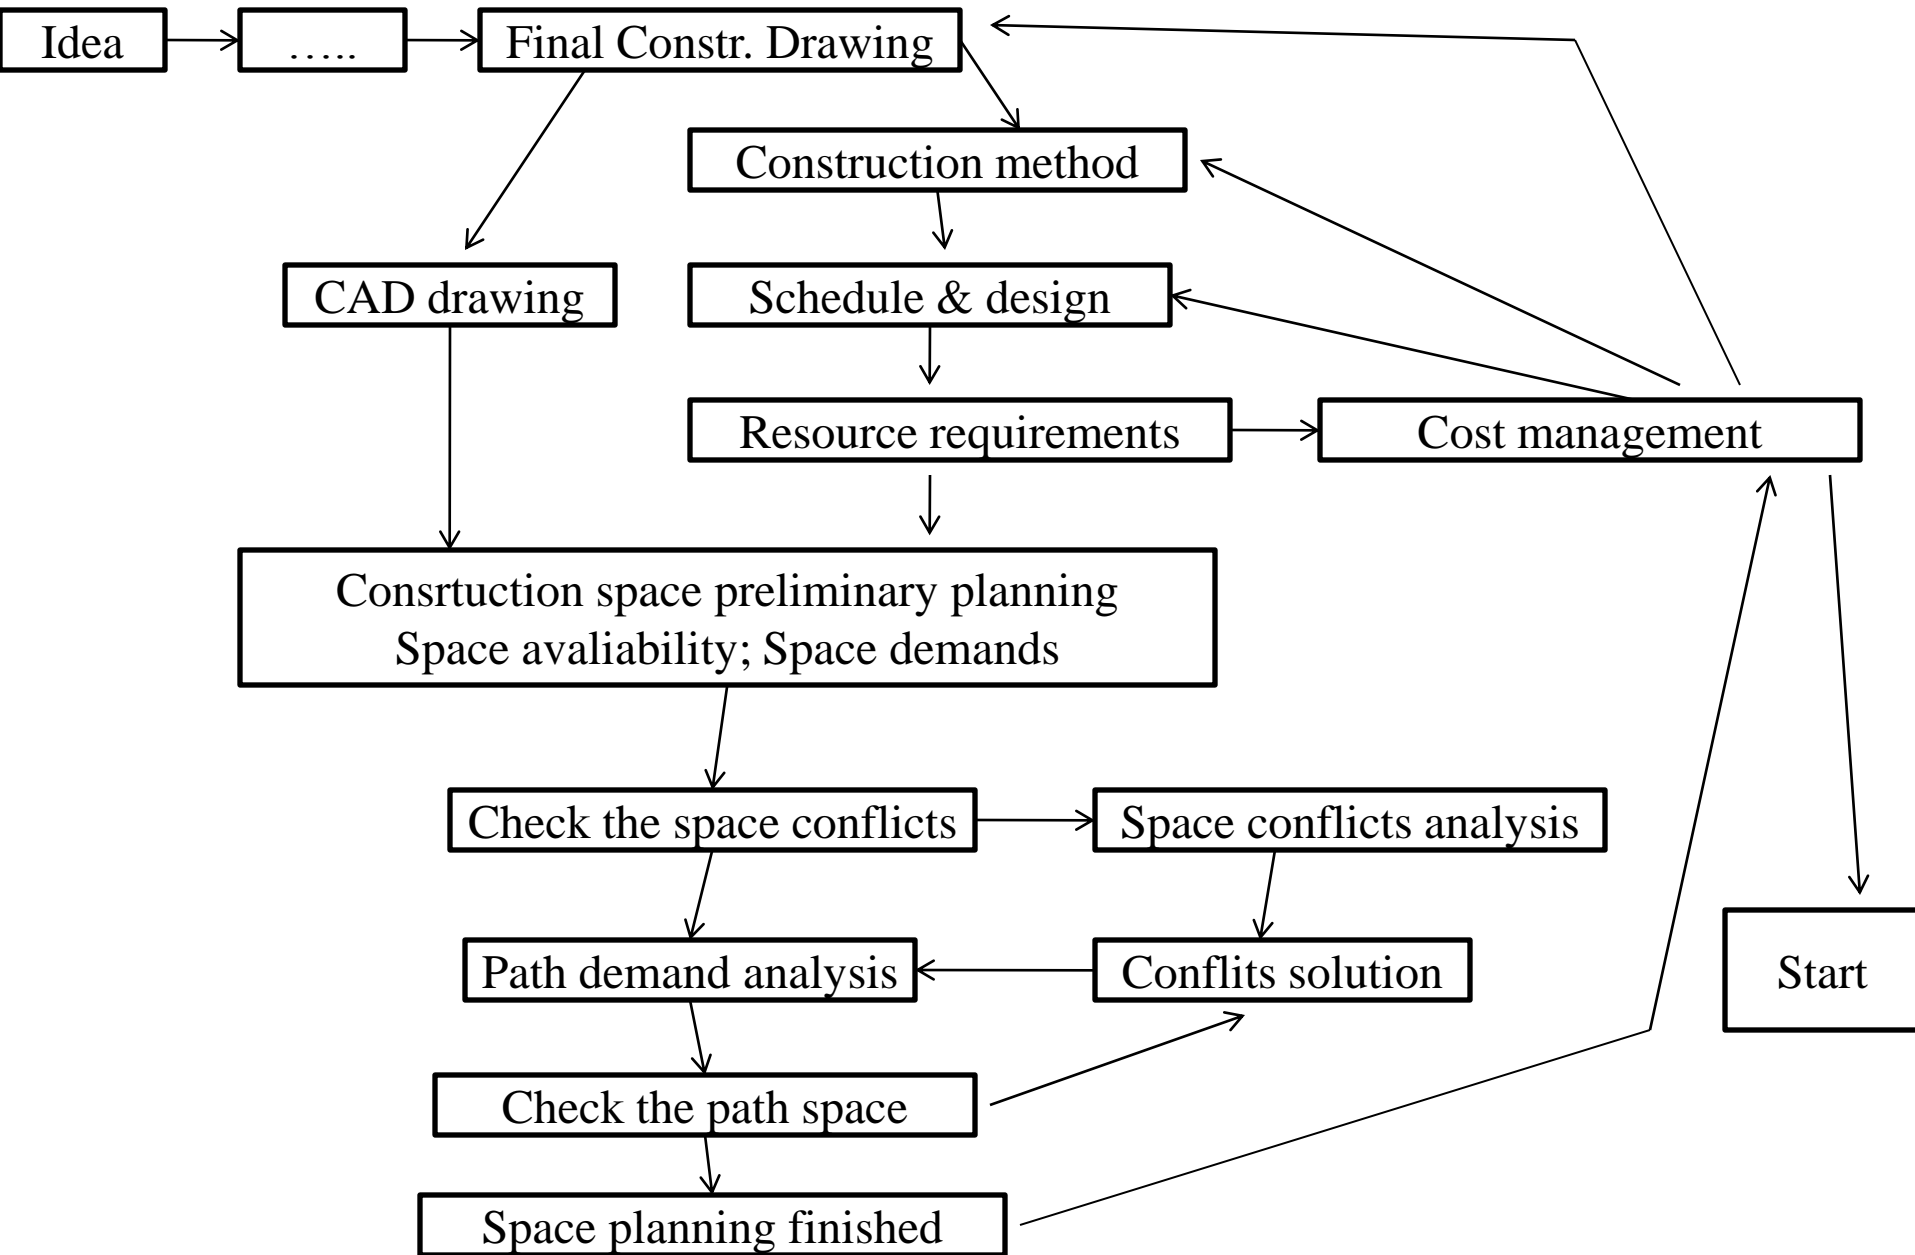 Idea
…..
Final Constr. Drawing
Construction method
CAD drawing
Schedule & design
Resource requirements
Cost management
Consrtuction space preliminary planning
Space avaliability; Space demands
Check the space conflicts
Space conflicts analysis
Path demand analysis
Conflits solution
Start
Check the path space
Space planning finished